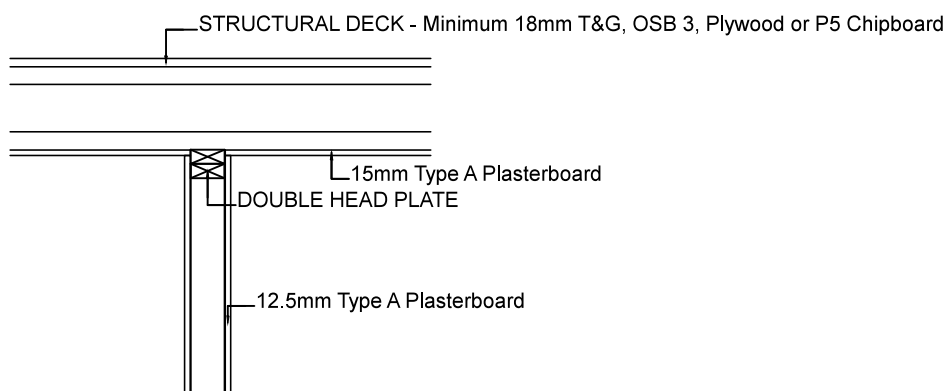 STRUCTURAL DECK - Minimum 18mm T&G, OSB 3, Plywood or P5 Chipboard
15mm Type A Plasterboard
DOUBLE HEAD PLATE
12.5mm Type A Plasterboard